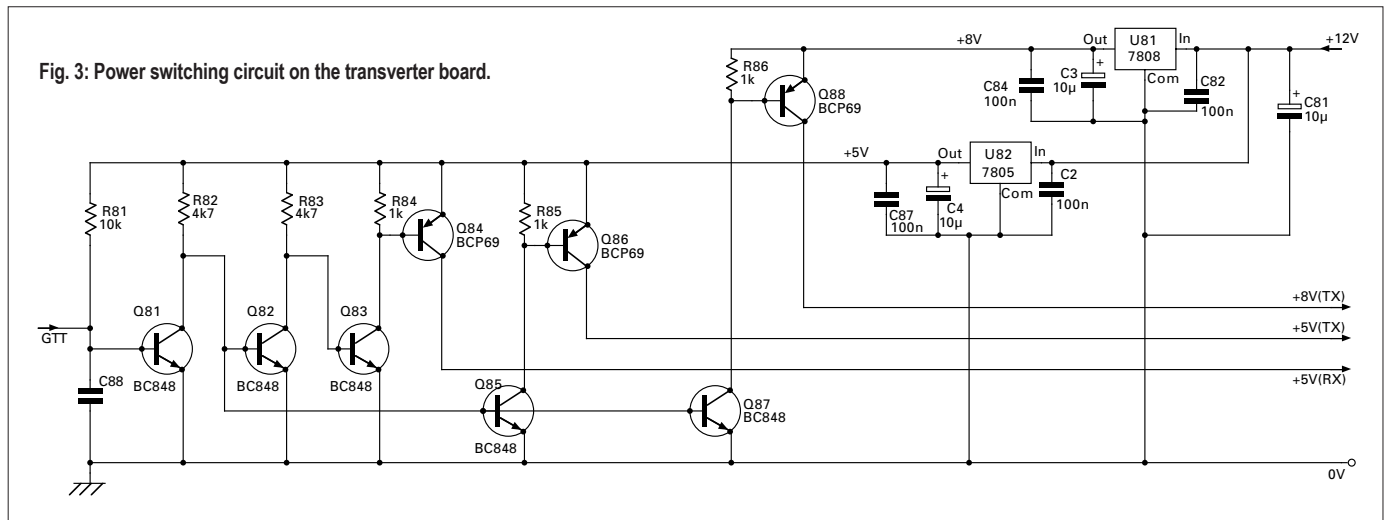 Fig. 3: Power switching circuit on the transverter board.
+8V
Out
U81
7808
In
+12V
Com
R86
1k
Q88
BCP69
C84
100n
C3
10µ
+
C82
100n
+
C81
10µ
+5V
Out
U82
7805
In
Com
C87
100n
+
C4
10µ
C2
100n
R81
10k
R82
4k7
R83
4k7
R84
1k
Q84
BCP69
R85
1k
Q86
BCP69
+8V(TX)
+5V(TX)
+5V(RX)
GTT
Q81
BC848
Q82
BC848
Q83
BC848
C88
Q85
BC848
Q87
BC848
0V